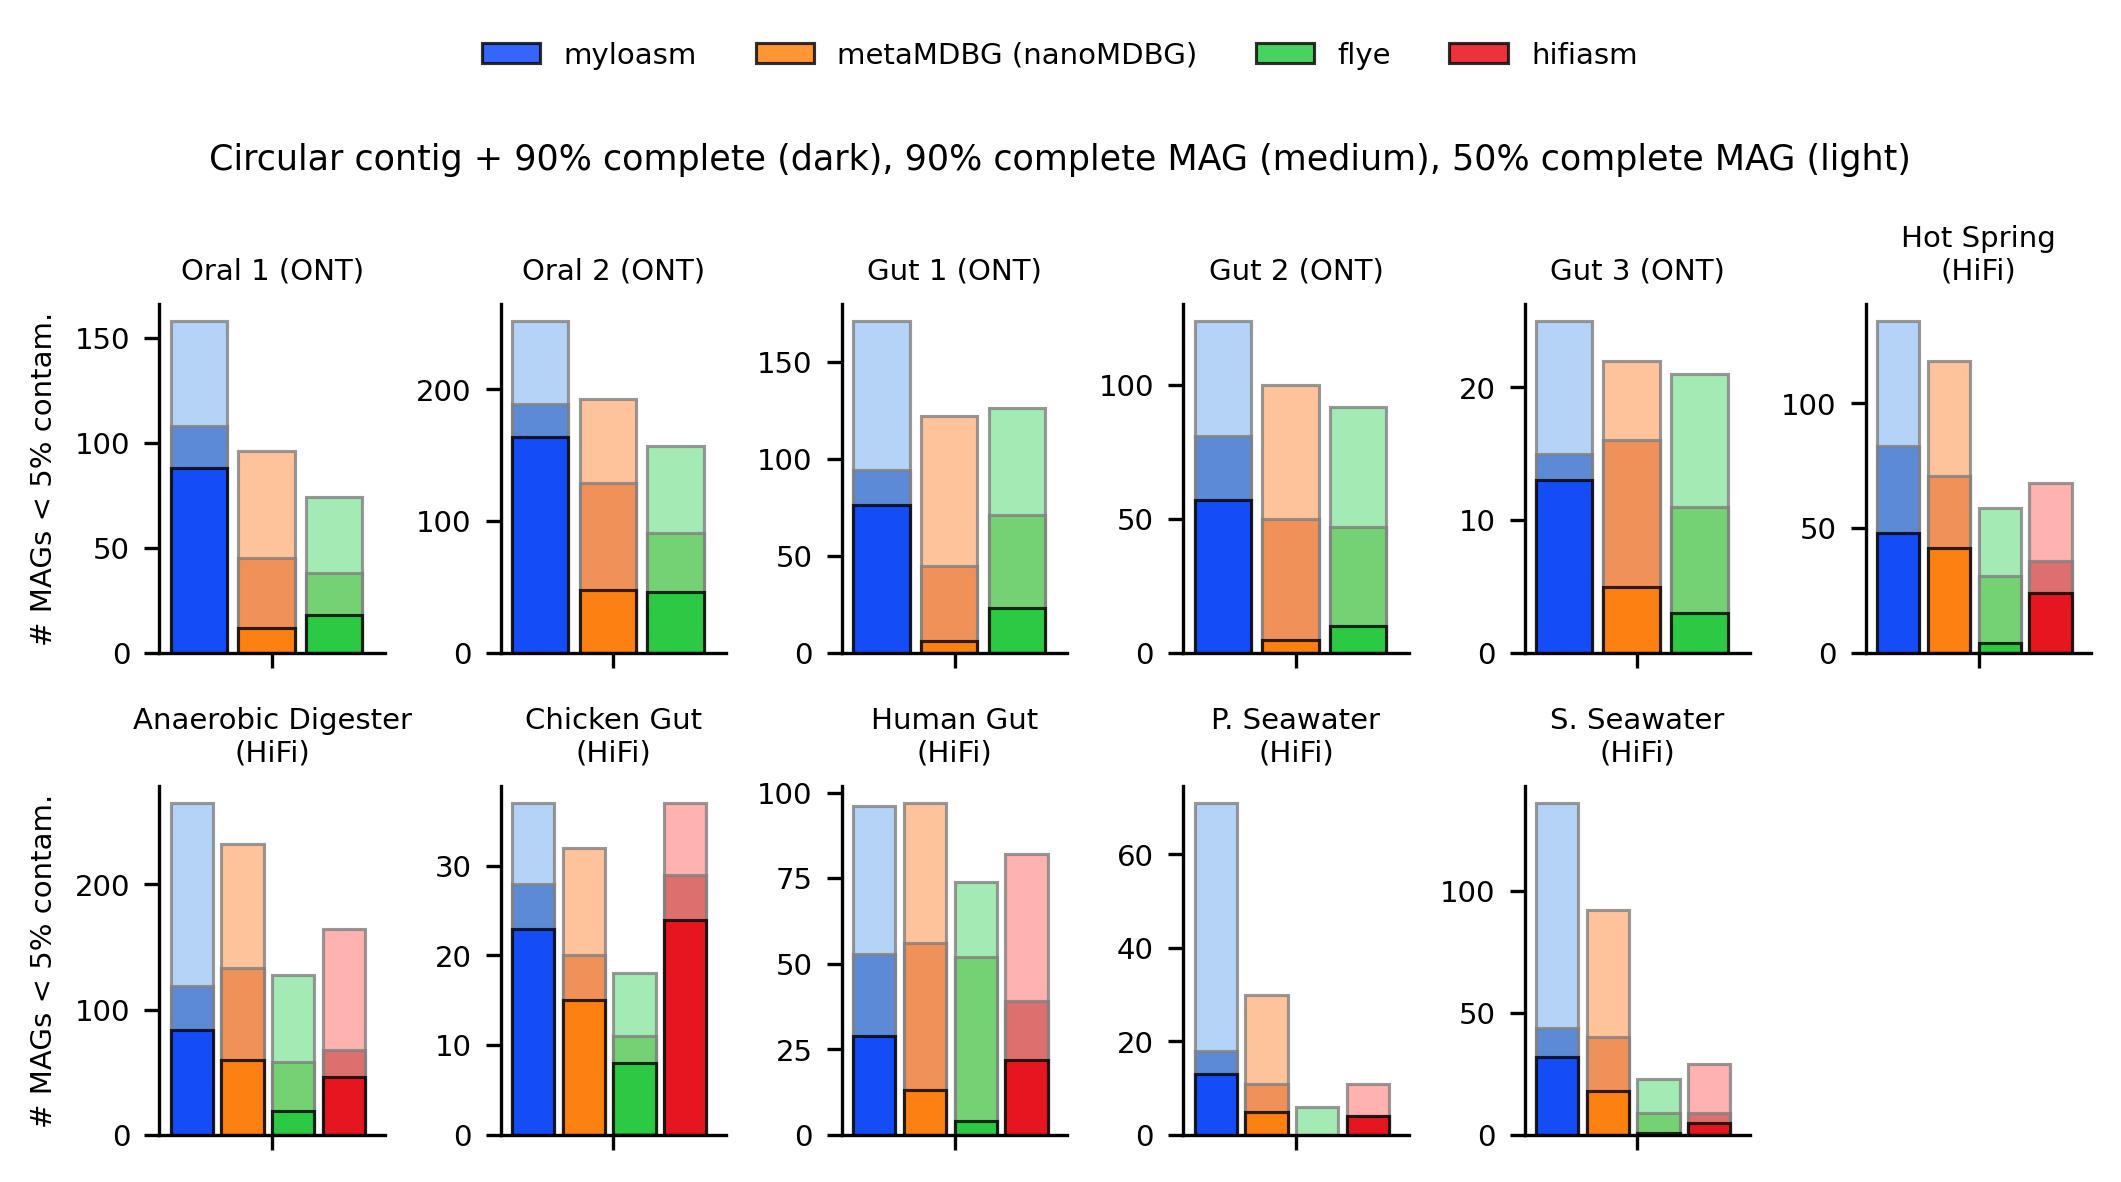 myloasm metaMDBG (nanoMDBG) flye hifiasm
Circular contig + 90% complete (dark), 90% complete MAG (medium), 50% complete MAG (light)
Oral 1 (ONT)
# MAGs < 5% contam.
150
100
50
0
Oral 2 (ONT)
200
100
0
Gut 1 (ONT)
150
100
50
0
Gut 2 (ONT)
100
50
0
Gut 3 (ONT)
20
10
0
Hot Spring
(HiFi)
100
50
0
Anaerobic Digester
(HiFi)
# MAGs < 5% contam.
200
100
0
Chicken Gut
(HiFi)
30
20
10
0
Human Gut
(HiFi)
100
75
50
25
0
P. Seawater
(HiFi)
60
40
20
0
S. Seawater
(HiFi)
100
50
0